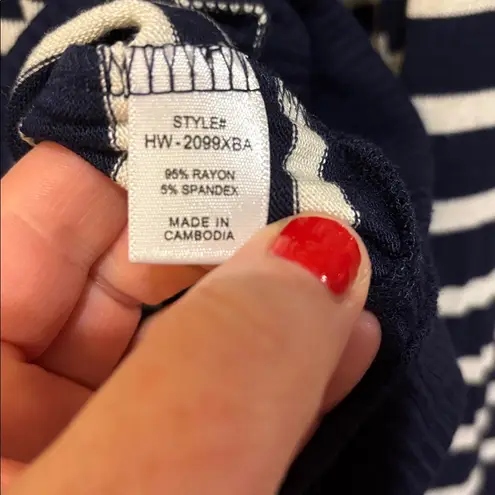 STYLE#
HW-2099XBA
95% RAYON
5% SPANDEX
MADE IN
CAMBODIA